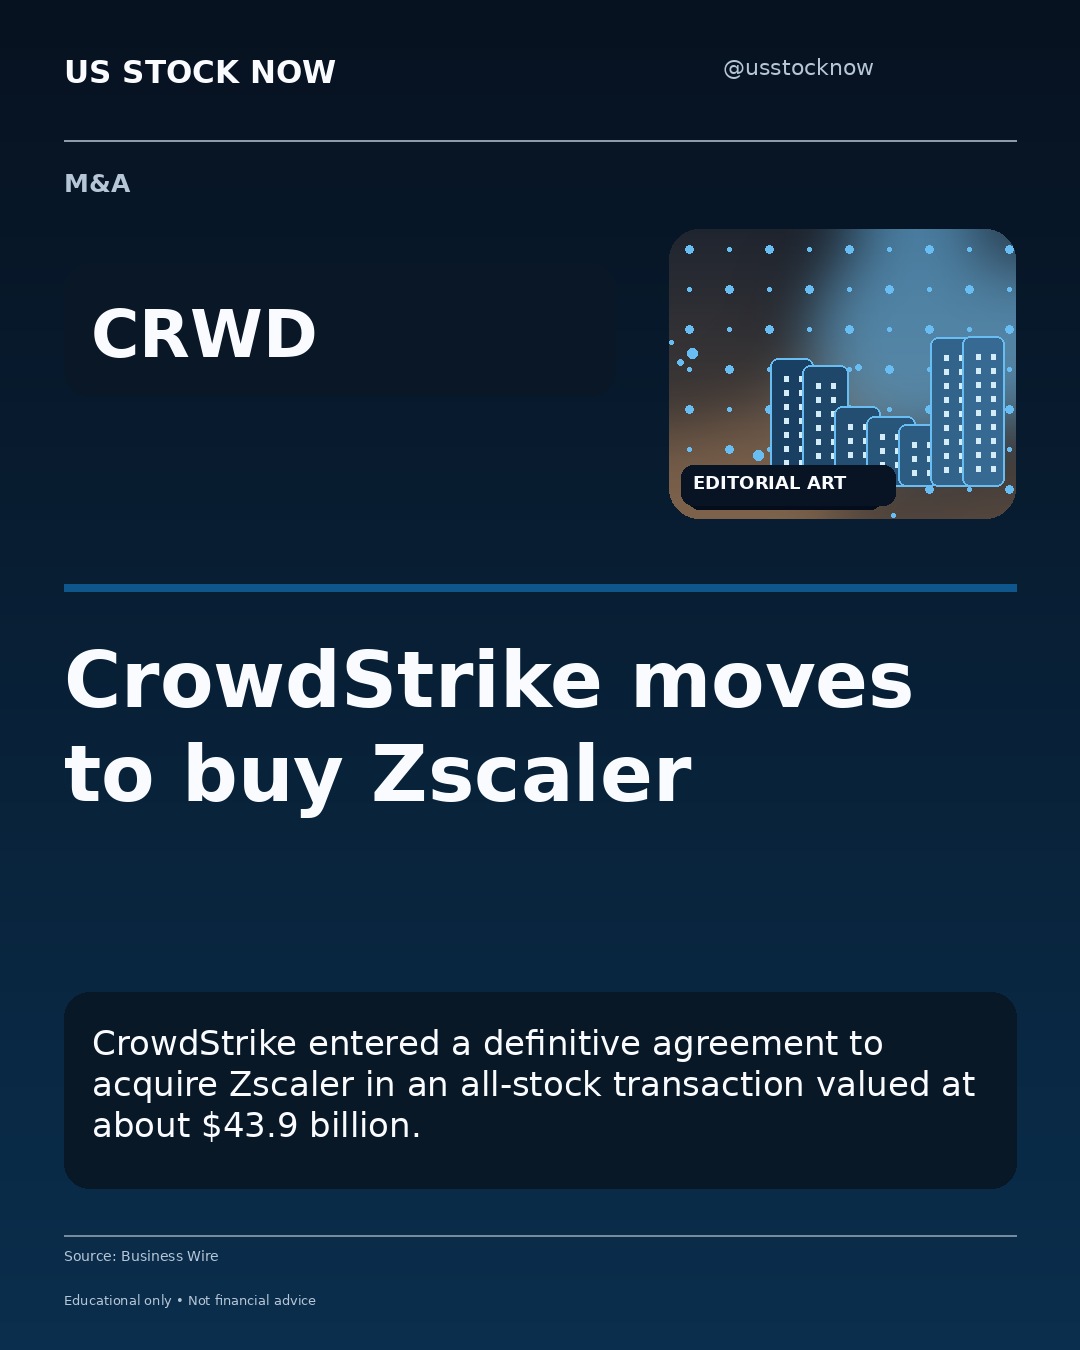 US STOCK NOW
@usstocknow
M&A
CRWD
EDITORIAL ART
CrowdStrike moves
to buy Zscaler
CrowdStrike entered a definitive agreement to
acquire Zscaler in an all-stock transaction valued at
about $43.9 billion.
Source: Business Wire
Educational only • Not financial advice